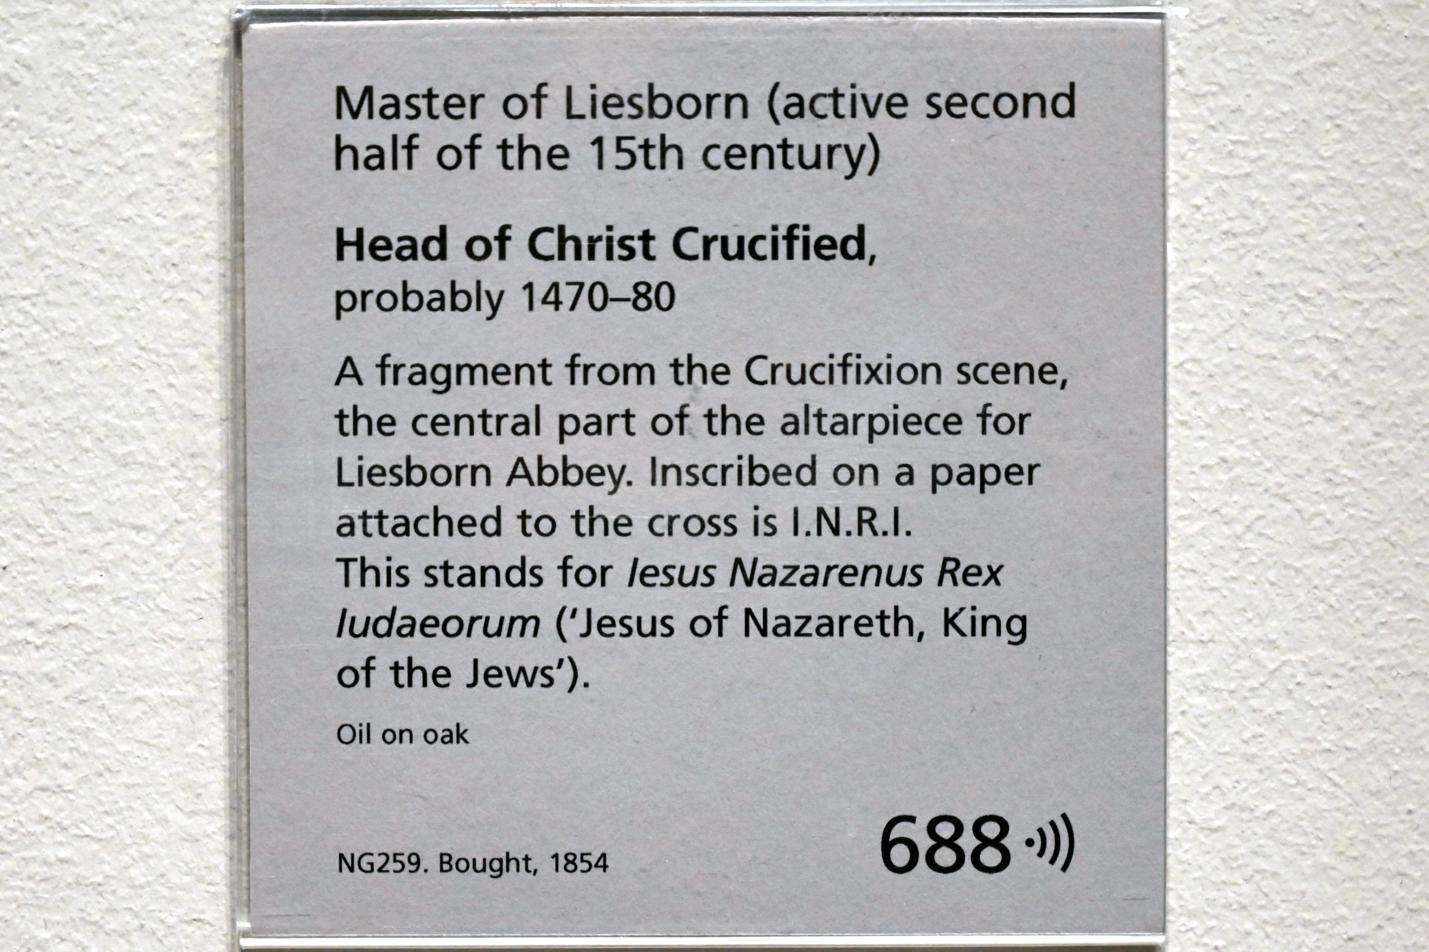 Master of Liesborn (active second
half of the 15th century)
Head of Christ Crucified,
probably 1470–80
A fragment from the Crucifixion scene,
the central part of the altarpiece for
Liesborn Abbey. Inscribed on a paper
attached to the cross is I.N.R.I.
This stands for Iesus Nazarenus Rex
Iudaeorum (‘Jesus of Nazareth, King
of the Jews’).
Oil on oak
NG259. Bought, 1854
688